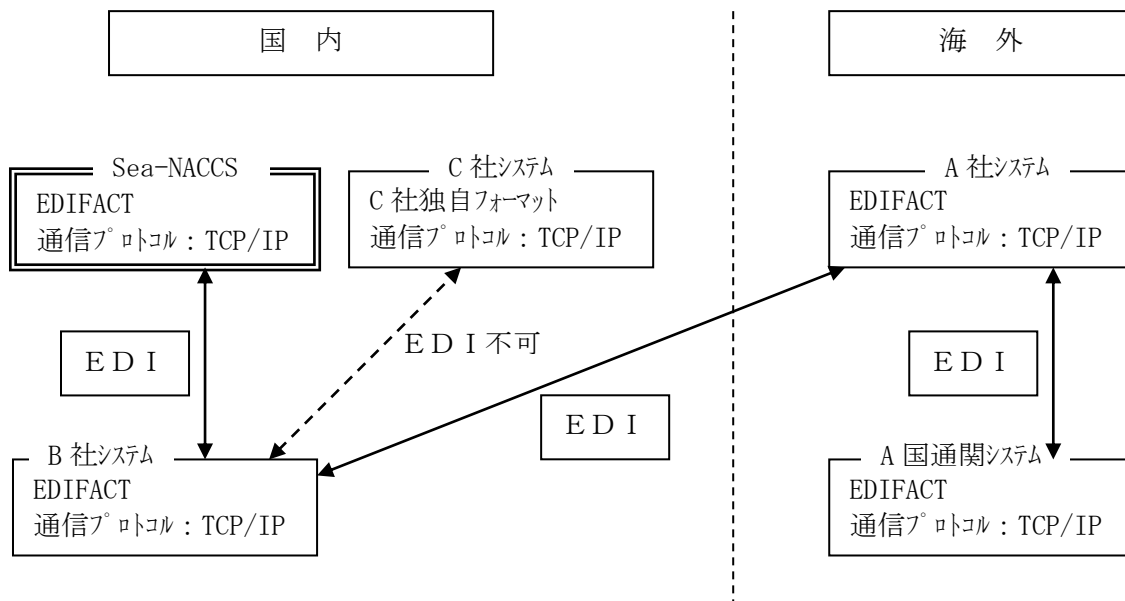 国 内
海 外
Sea-NACCS
EDIFACT
通信プロトコル：TCP/IP
C 社システム
C 社独自フォーマット
通信プロトコル：TCP/IP
A 社システム
EDIFACT
通信プロトコル：TCP/IP
ＥＤＩ
ＥＤＩ不可
ＥＤＩ
ＥＤＩ
B 社システム
EDIFACT
通信プロトコル：TCP/IP
A 国通関システム
EDIFACT
通信プロトコル：TCP/IP